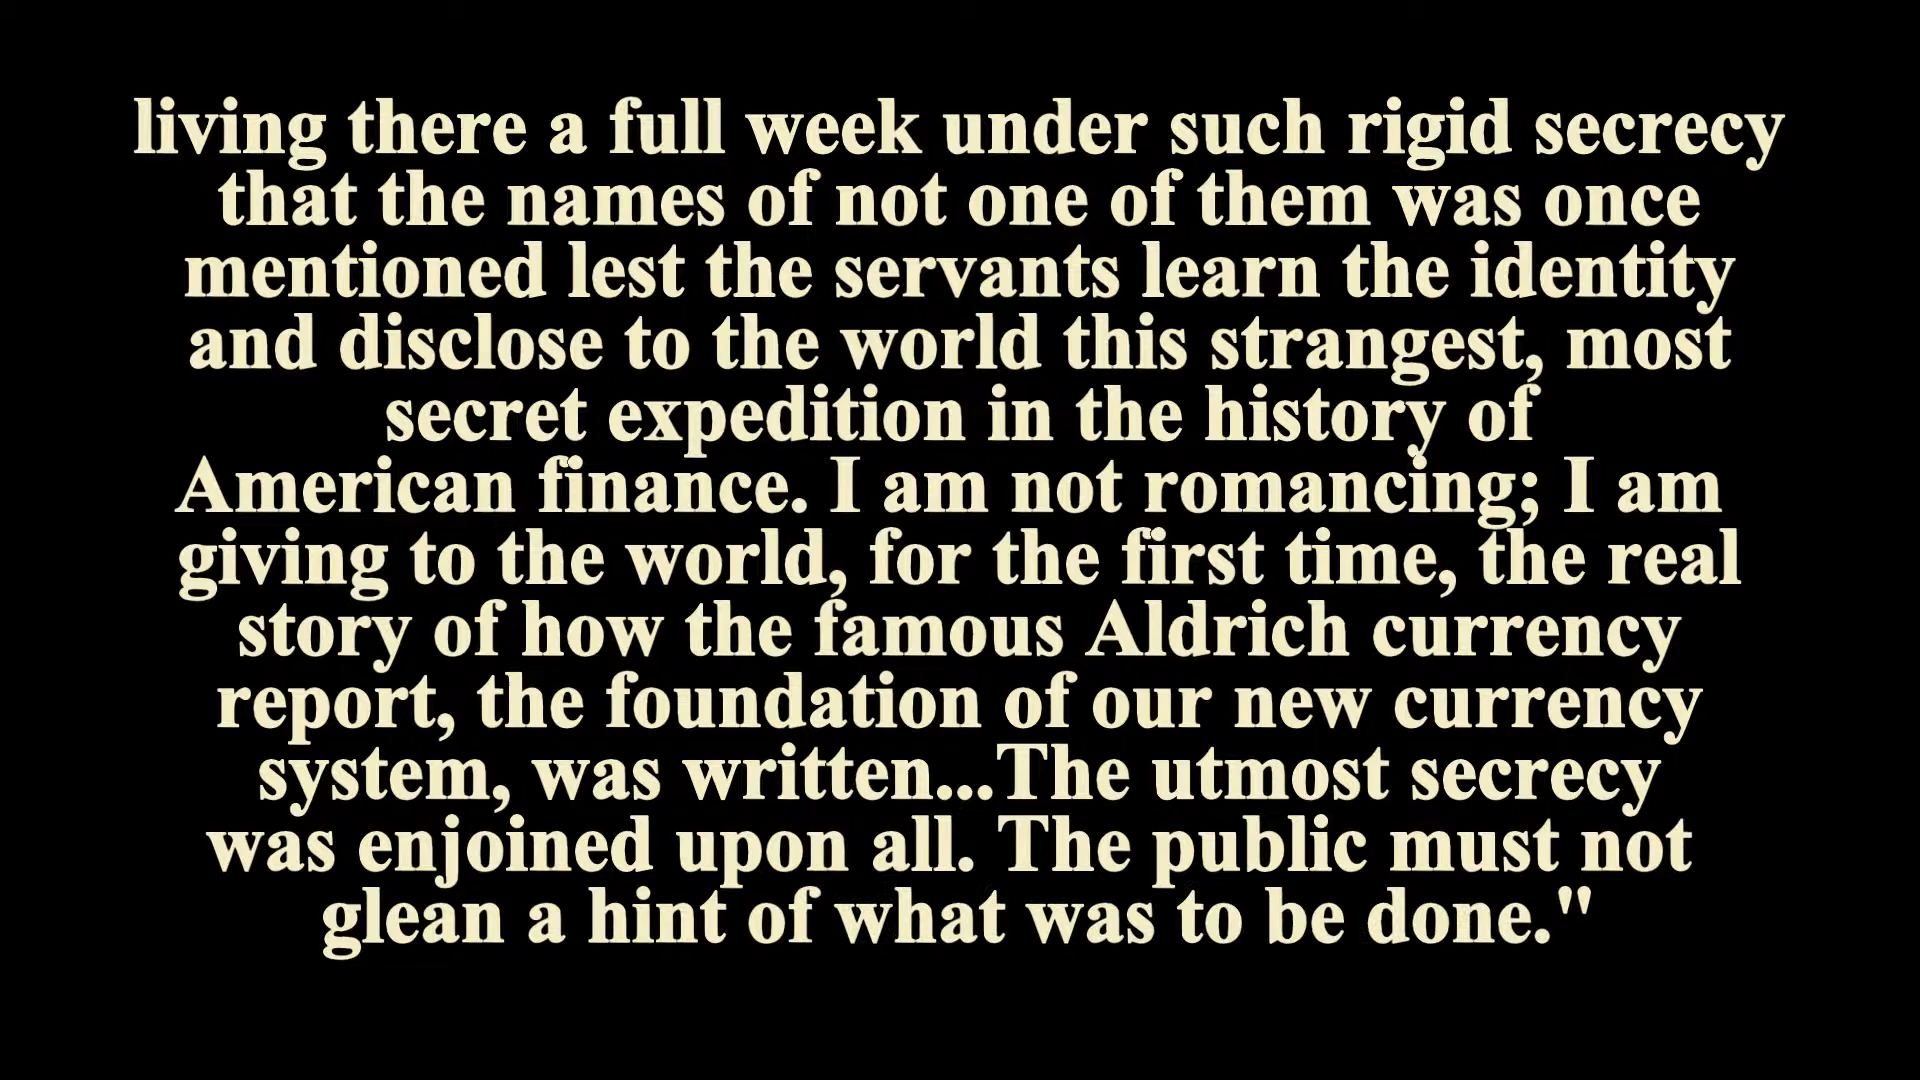 living there a full week under such rigid secrecy
that the names of not one of them was once
mentioned lest the servants learn the identity
and disclose to the world this strangest, most
secret expedition in the history of
American finance. I am not romancing; I am
giving to the world, for the first time, the real
story of how the famous Aldrich currency
report, the foundation of our new currency
system, was written...The utmost secrecy
was enjoined upon all. The public must not
glean a hint of what was to be done."